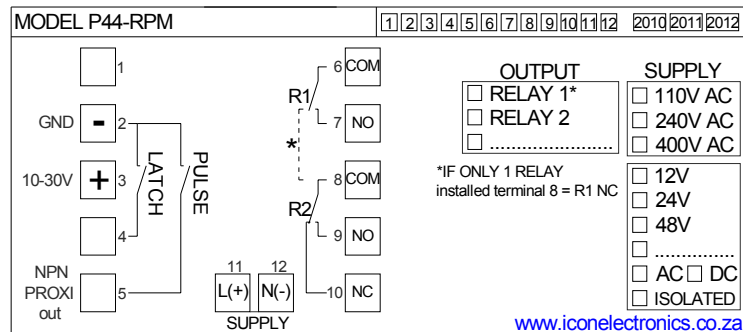 MODEL P44-RPM
1 2 3 4 5 6 7 8 9 10 11 12 2010 2011 2012
1
GND - 2
10-30V + 3
4
NPN
PROXI
out
5
LATCH
PULSE
6 COM
R1
7 NO
*
8 COM
R2
9 NO
10 NC
11 12
L(+) N(-)
SUPPLY
OUTPUT
RELAY 1*
RELAY 2
......................
*IF ONLY 1 RELAY
installed terminal 8 = R1 NC
SUPPLY
110V AC
240V AC
400V AC
12V
24V
48V
...............
AC DC
ISOLATED
www.iconelectronics.co.za